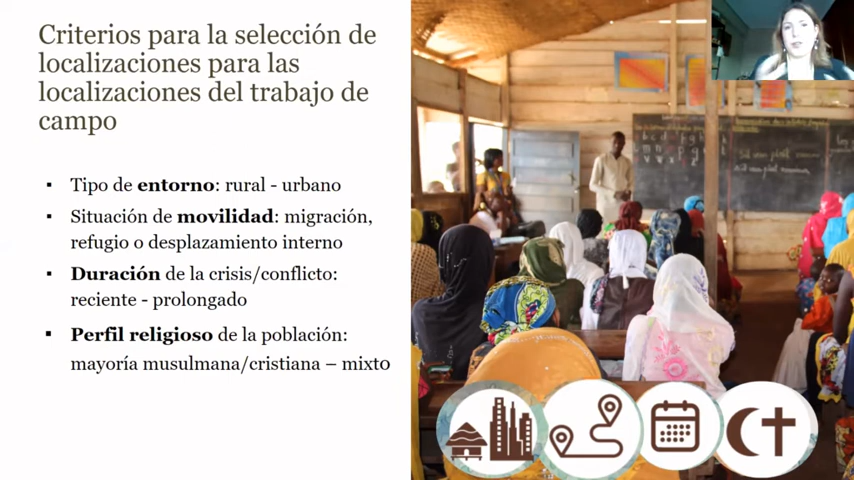 Criterios para la selección de
localizaciones para las
localizaciones del trabajo de
campo
▪ Tipo de entorno: rural - urbano
▪ Situación de movilidad: migración,
refugio o desplazamiento interno
▪ Duración de la crisis/conflicto:
reciente - prolongado
▪ Perfil religioso de la población:
mayoría musulmana/cristiana – mixto